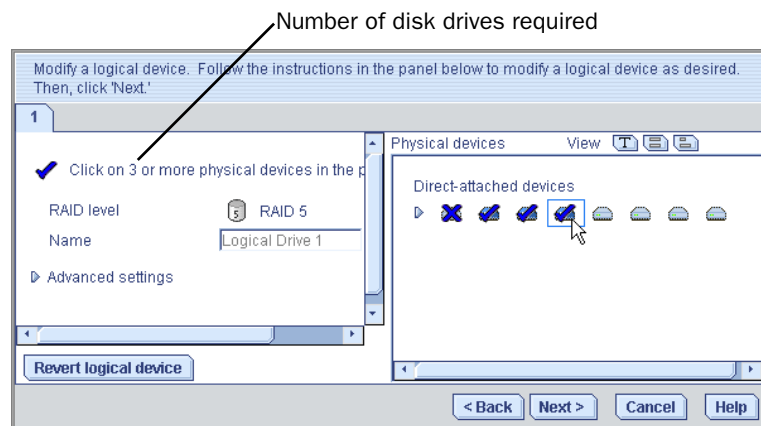 Number of disk drives required
Modify a logical device. Follow the instructions in the panel below to modify a logical device as desired.
Then, click 'Next.'
1
Click on 3 or more physical devices in the p
RAID level
5
RAID 5
Name
Logical Drive 1
Advanced settings
Revert logical device
Physical devices
View
T
Direct-attached devices
< Back
Next >
Cancel
Help